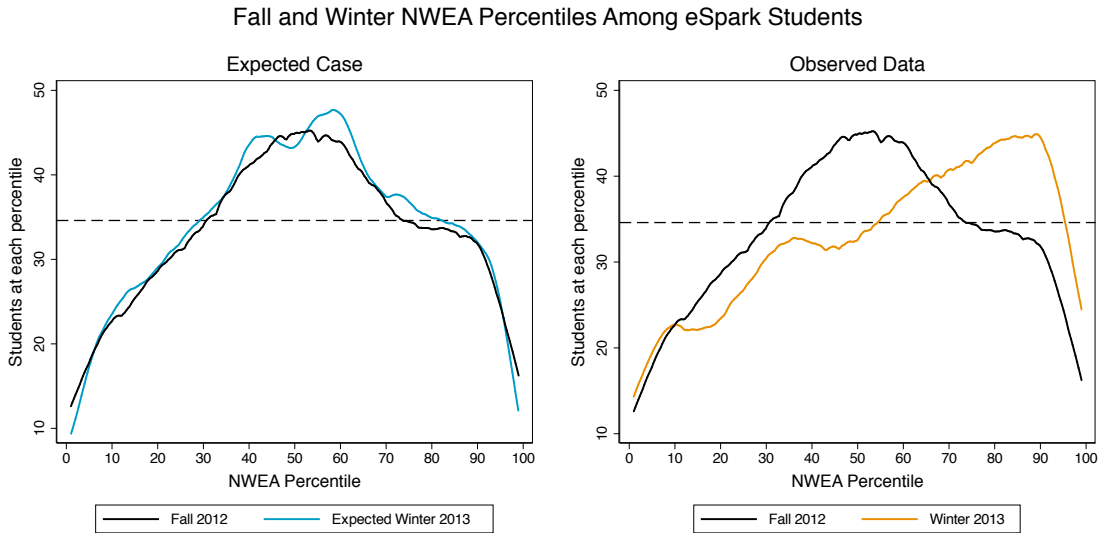 Fall and Winter NWEA Percentiles Among eSpark Students
Expected Case
Students at each percentile
50
40
30
20
10
0 10 20 30 40 50 60 70 80 90 100
NWEA Percentile
Fall 2012 Expected Winter 2013
Observed Data
Students at each percentile
50
40
30
20
10
0 10 20 30 40 50 60 70 80 90 100
NWEA Percentile
Fall 2012 Winter 2013